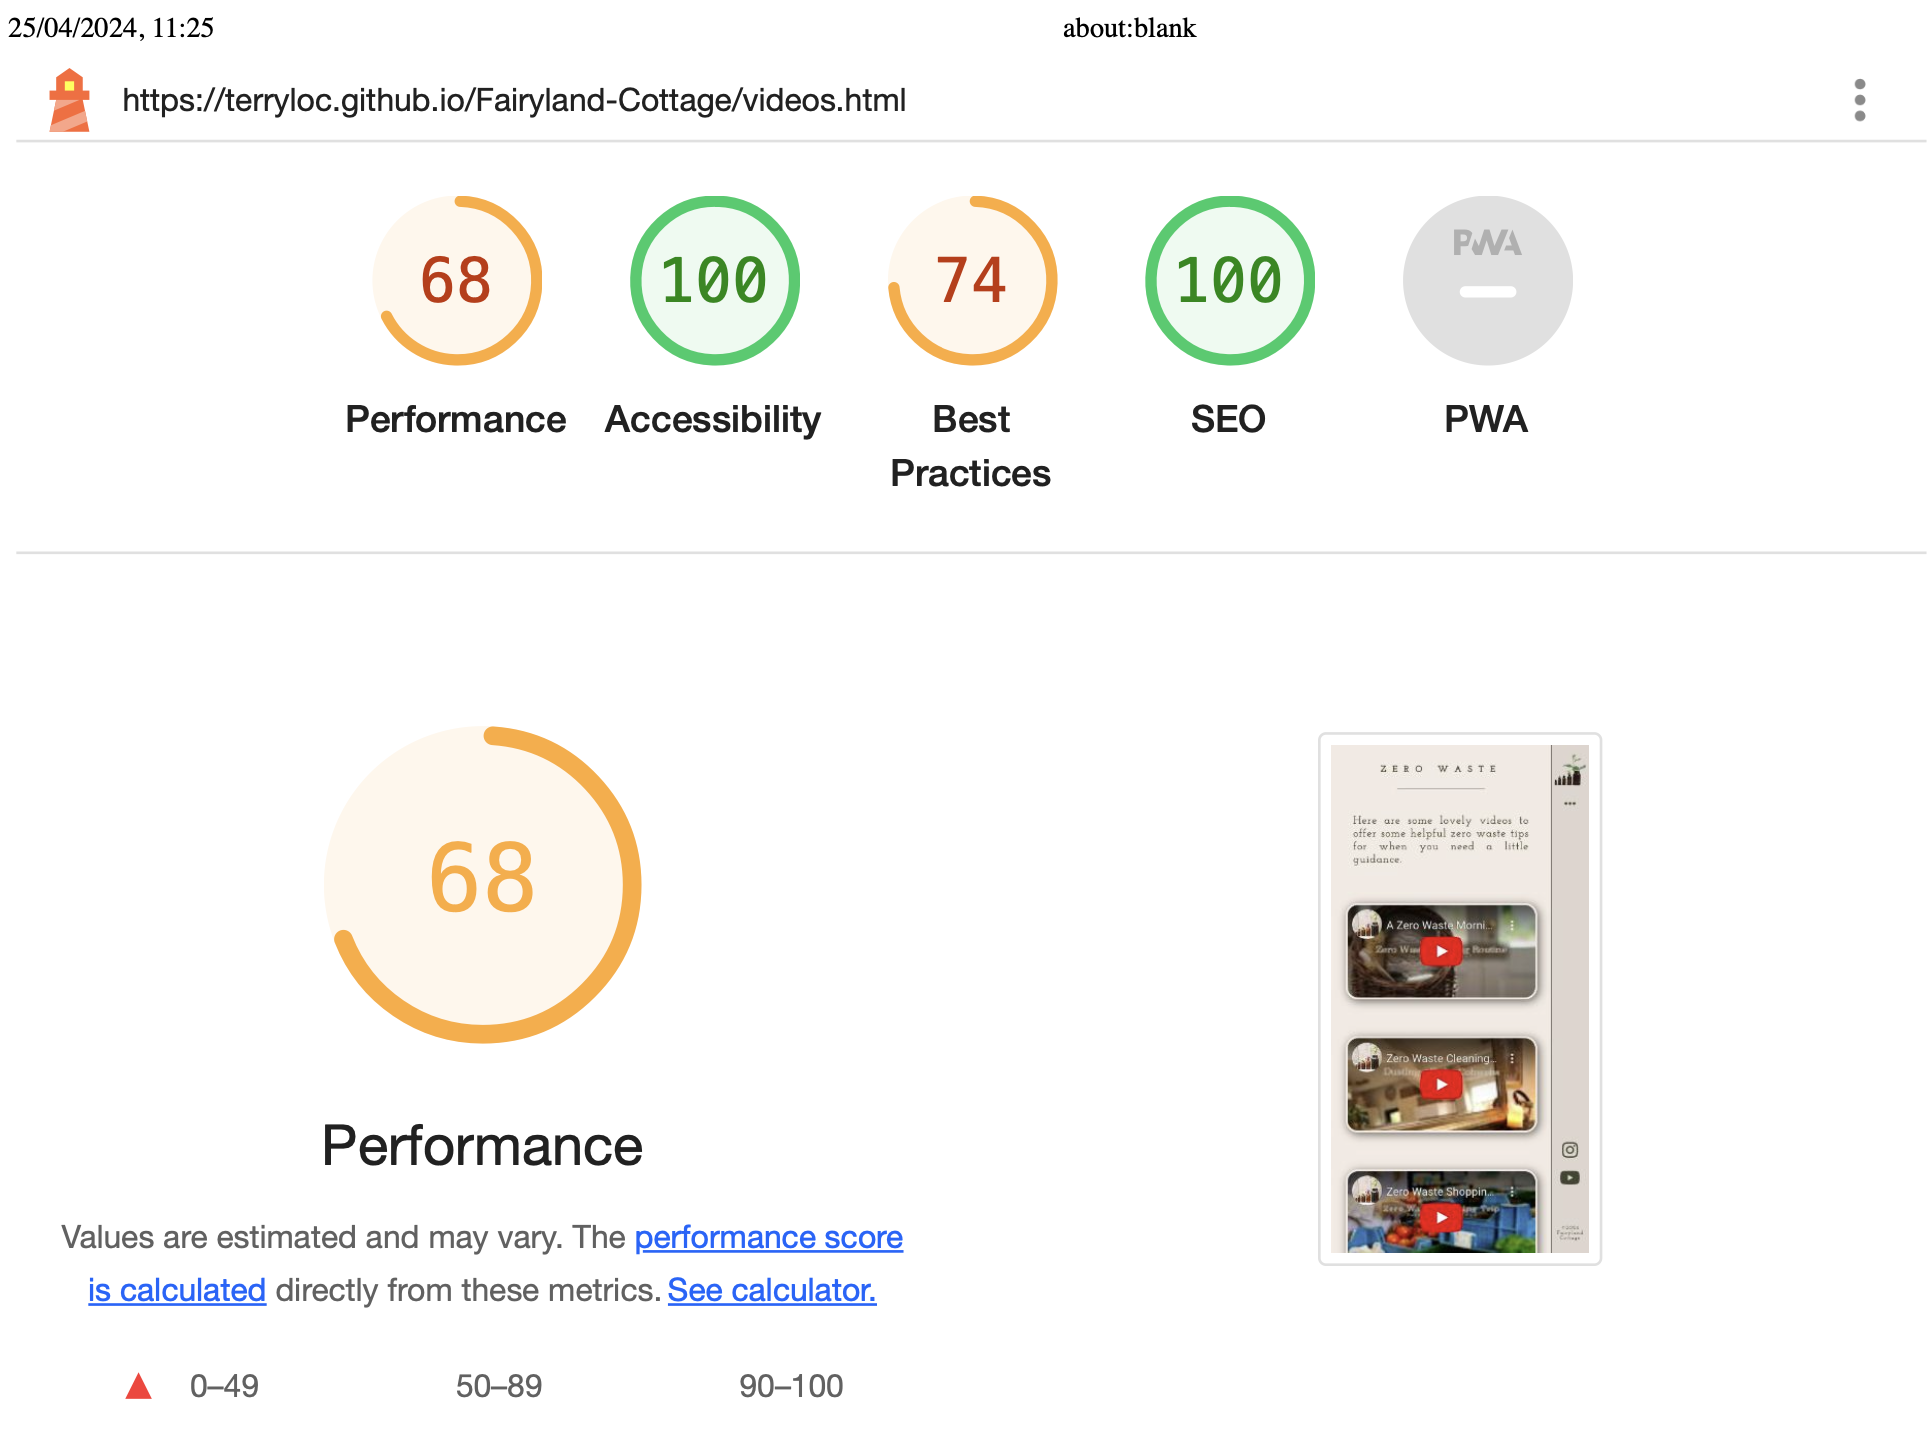 25/04/2024, 11:25 about:blank
https://terryloc.github.io/Fairyland-Cottage/videos.html
68 100 74 100 PWA
Performance Accessibility Best Practices SEO PWA
68
Performance
Values are estimated and may vary. The performance score
is calculated directly from these metrics. See calculator.
0–49 50–89 90–100
ZERO WASTE
Here are some lovely videos to
offer some helpful zero waste tips
for when you need a little
guidance.
A Zero Waste Morni...
Zero Waste Cleaning...
Zero Waste Shoppin...